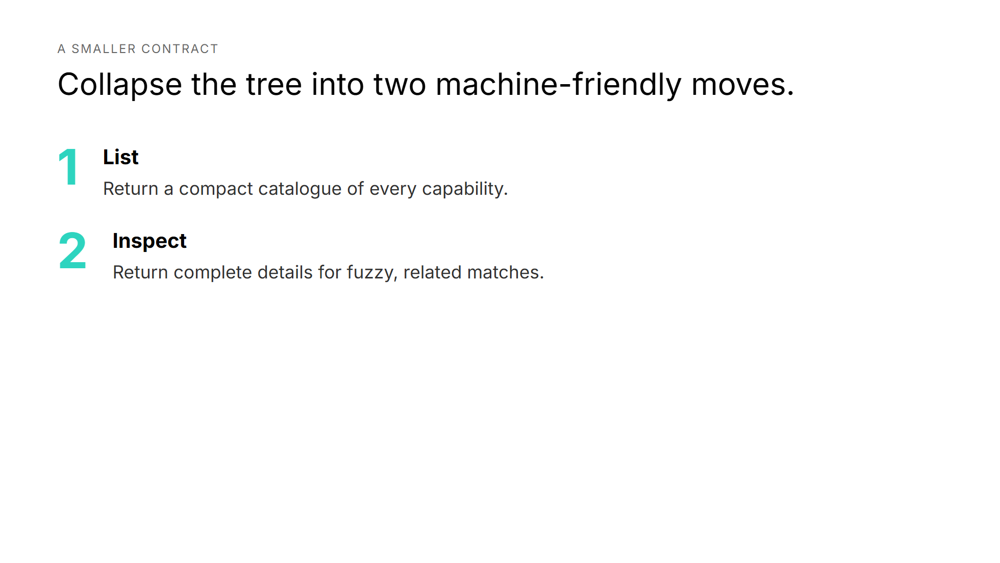 A SMALLER CONTRACT
Collapse the tree into two machine-friendly moves.
1
List
Return a compact catalogue of every capability.
2
Inspect
Return complete details for fuzzy, related matches.